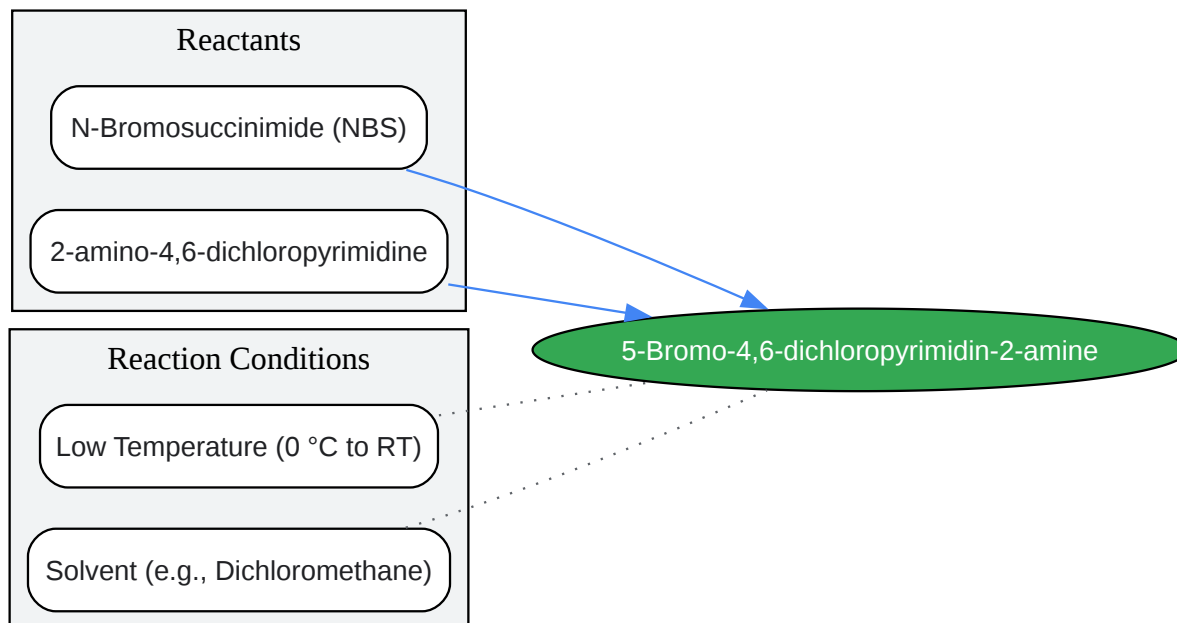 Reactants
N-Bromosuccinimide (NBS)
2-amino-4,6-dichloropyrimidine
Reaction Conditions
Low Temperature (0 °C to RT)
Solvent (e.g., Dichloromethane)
5-Bromo-4,6-dichloropyrimidin-2-amine